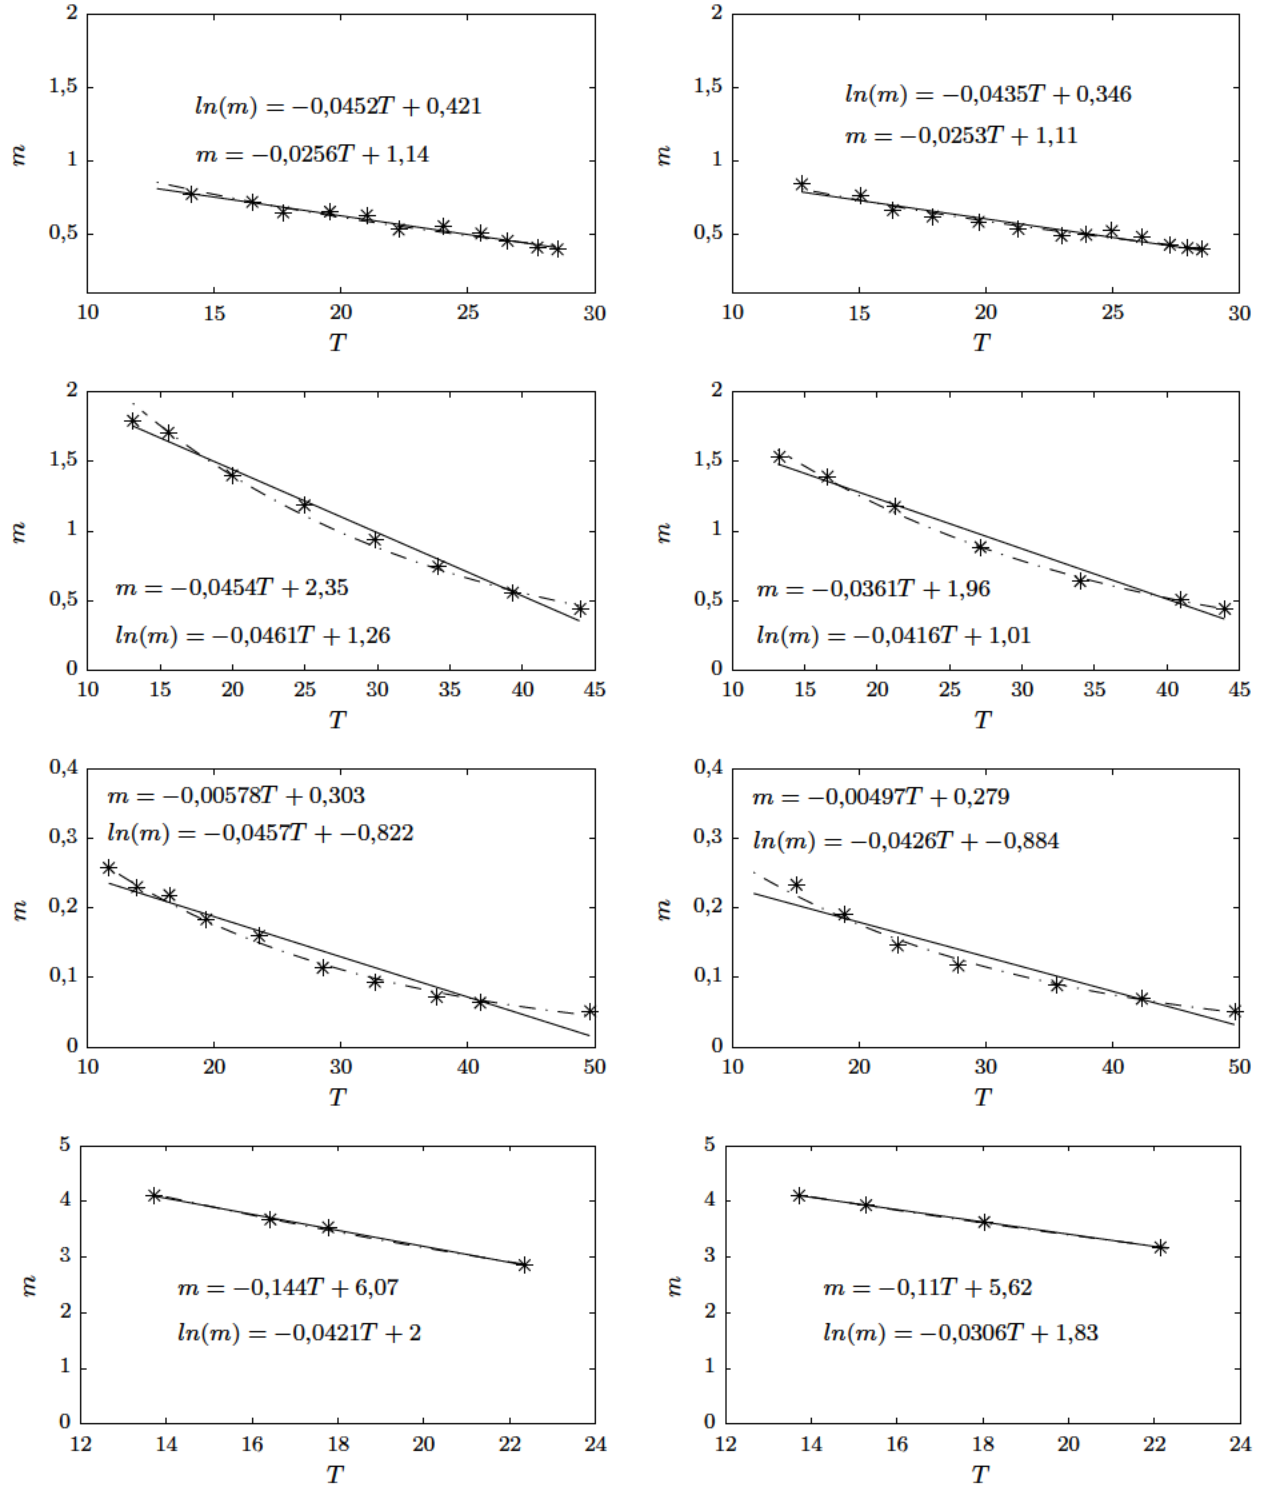 2
1,5
1
0,5
m
ln(m) = −0,0452T + 0,421
m = −0,0256T + 1,14
10 15 20 25 30
T
2
1,5
1
0,5
m
ln(m) = −0,0435T + 0,346
m = −0,0253T + 1,11
10 15 20 25 30
T
2
1,5
1
0,5
0
m
m = −0,0454T + 2,35
ln(m) = −0,0461T + 1,26
10 15 20 25 30 35 40 45
T
2
1,5
1
0,5
0
m
m = −0,0361T + 1,96
ln(m) = −0,0416T + 1,01
10 15 20 25 30 35 40 45
T
0,4
0,3
0,2
0,1
0
m
m = −0,00578T + 0,303
ln(m) = −0,0457T + −0,822
10 20 30 40 50
T
0,4
0,3
0,2
0,1
0
m
m = −0,00497T + 0,279
ln(m) = −0,0426T + −0,884
10 20 30 40 50
T
5
4
3
2
1
0
m
m = −0,144T + 6,07
ln(m) = −0,0421T + 2
12 14 16 18 20 22 24
T
5
4
3
2
1
0
m
m = −0,11T + 5,62
ln(m) = −0,0306T + 1,83
12 14 16 18 20 22 24
T